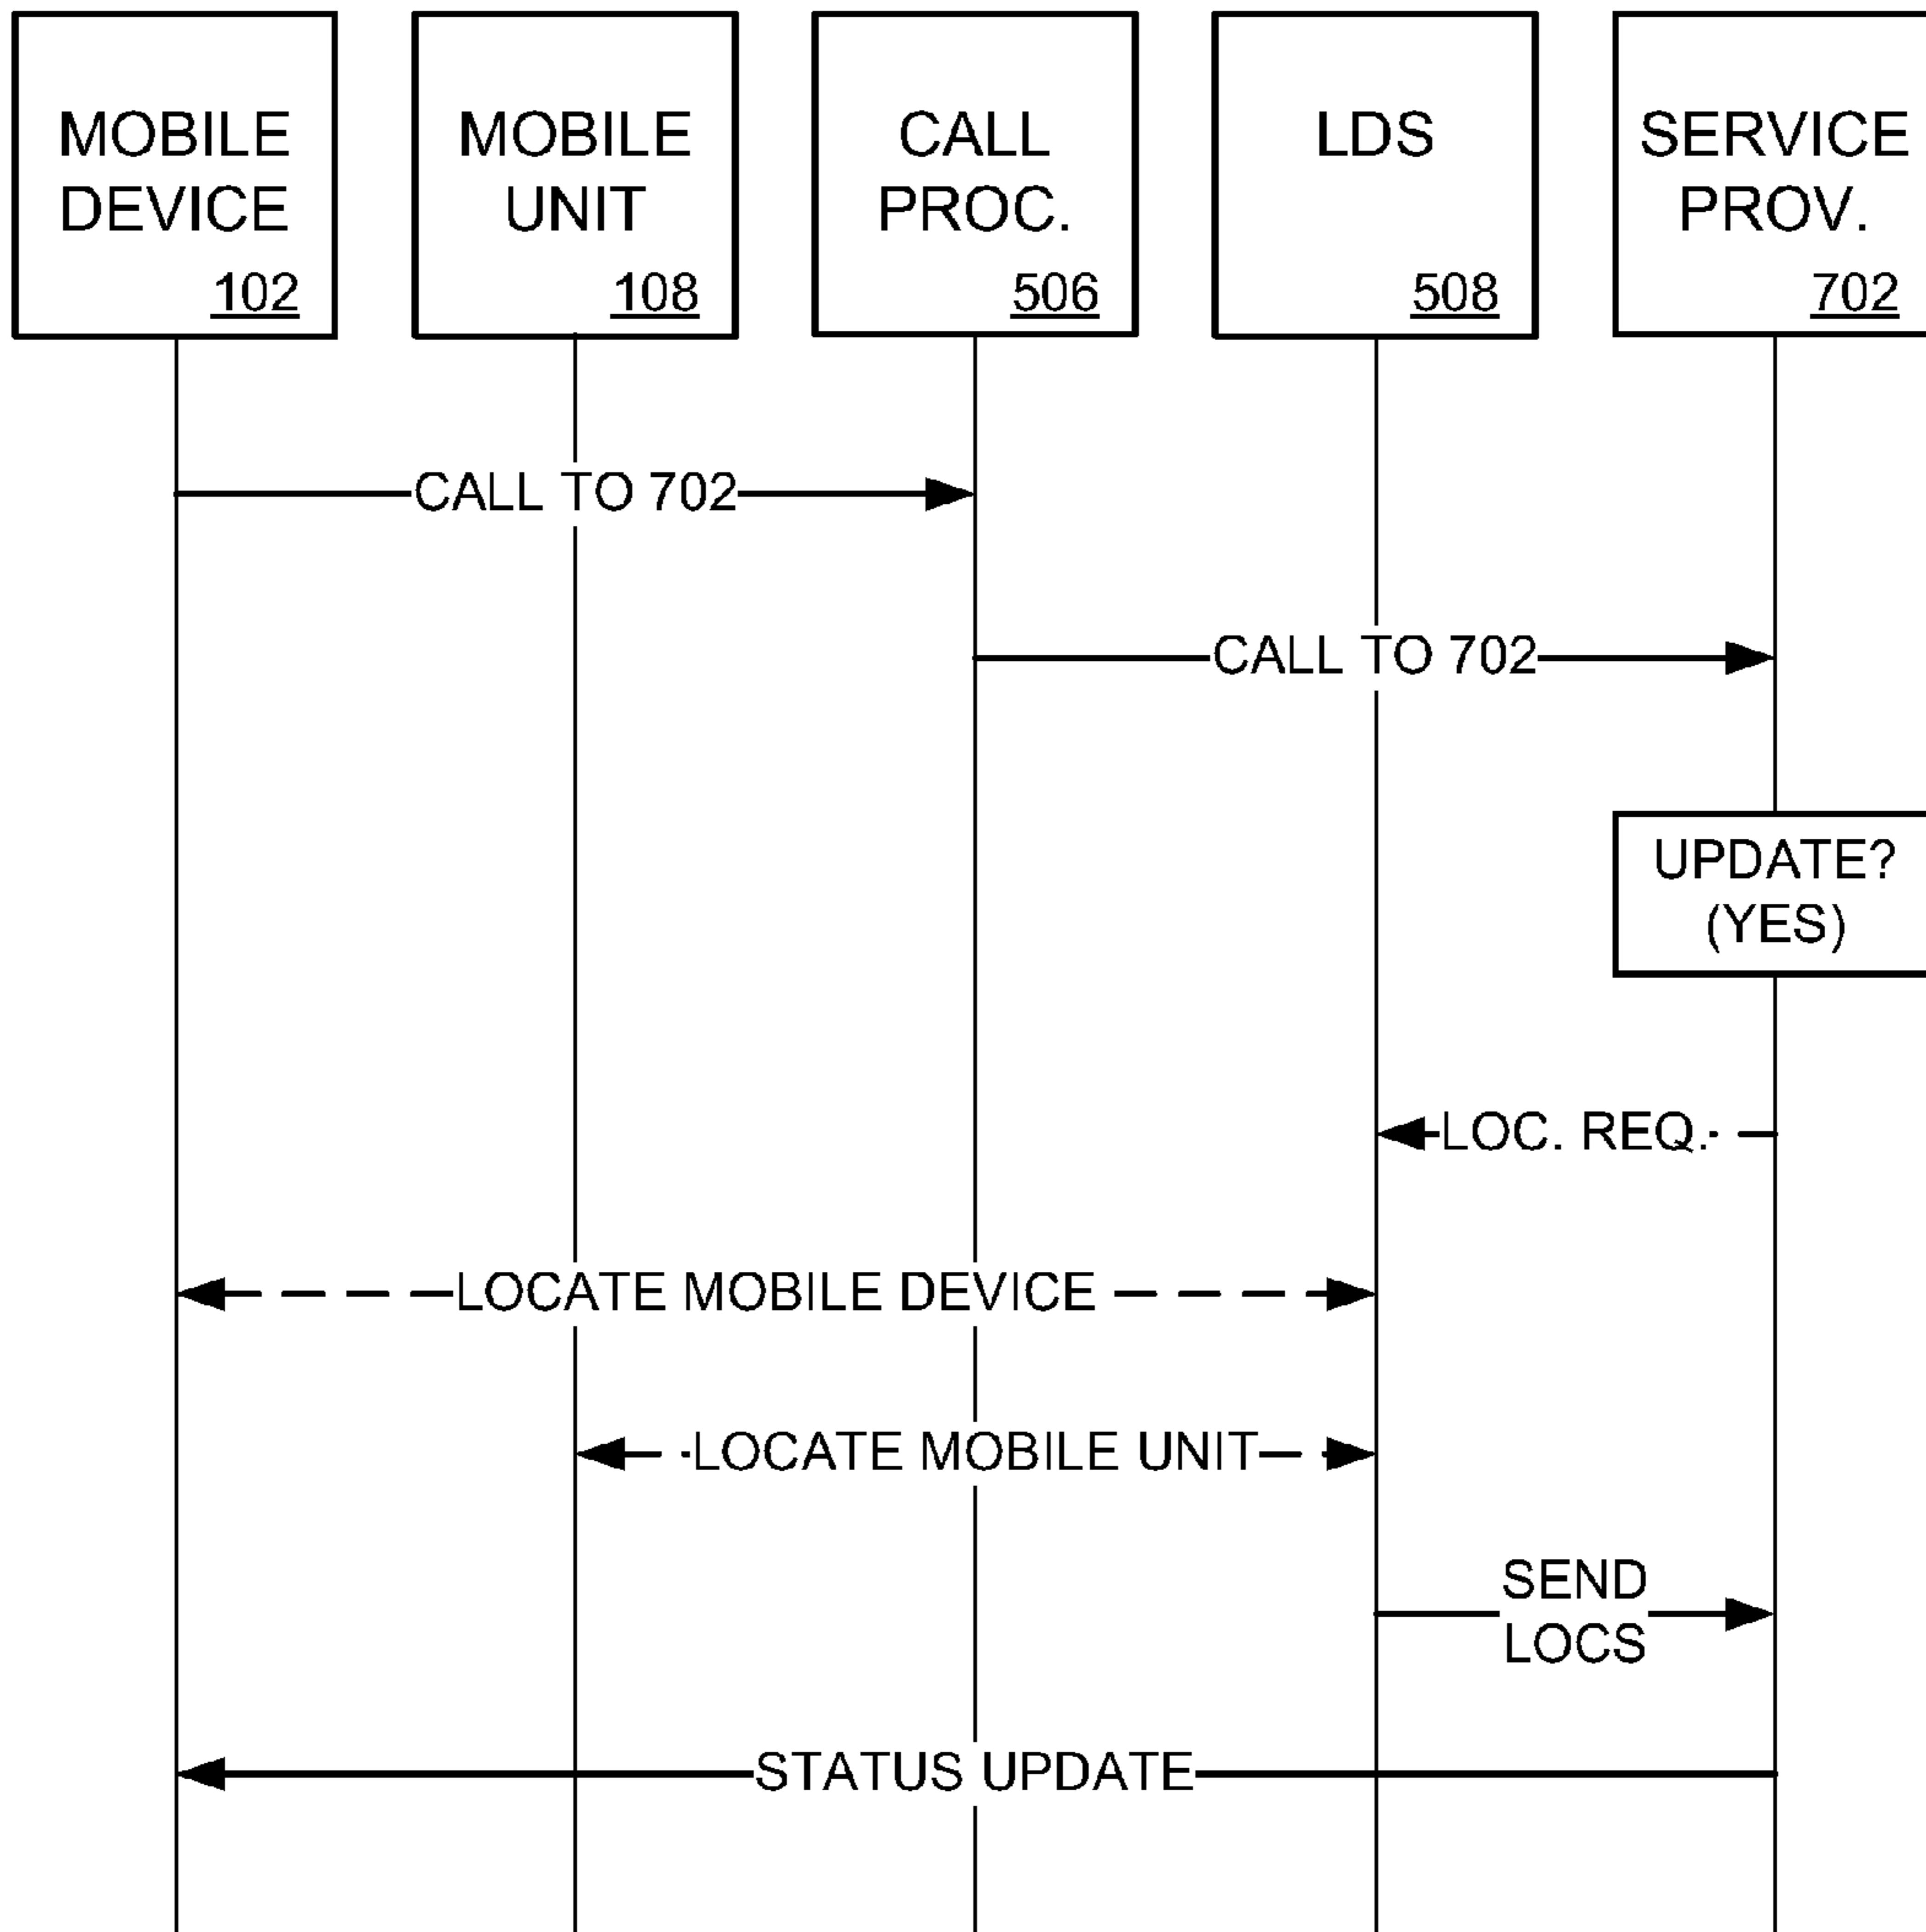 MOBILE
DEVICE
102
MOBILE
UNIT
108
CALL
PROC.
506
LDS
508
SERVICE
PROV.
702
CALL TO 702
CALL TO 702
UPDATE?
(YES)
LOC. REQ.
LOCATE MOBILE DEVICE
LOCATE MOBILE UNIT
SEND
LOCS
STATUS UPDATE